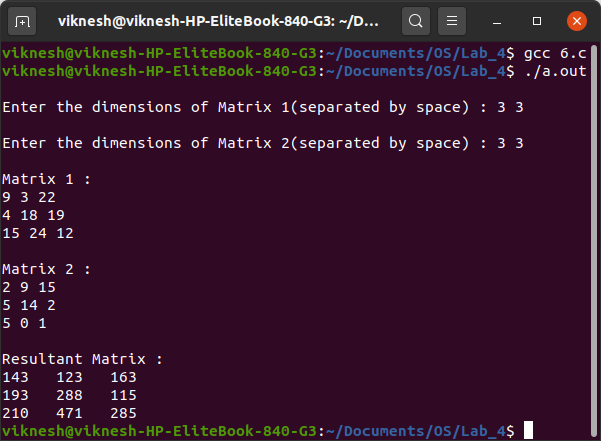 viknesh@viknesh-HP-EliteBook-840-G3: ~/D...
viknesh@viknesh-HP-EliteBook-840-G3:~/Documents/OS/Lab_4$ gcc 6.c
viknesh@viknesh-HP-EliteBook-840-G3:~/Documents/OS/Lab_4$ ./a.out
Enter the dimensions of Matrix 1(separated by space) : 3 3
Enter the dimensions of Matrix 2(separated by space) : 3 3
Matrix 1 :
9 3 22
4 18 19
15 24 12
Matrix 2 :
2 9 15
5 14 2
5 0 1
Resultant Matrix :
143   123   163
193   288   115
210   471   285
viknesh@viknesh-HP-EliteBook-840-G3:~/Documents/OS/Lab_4$